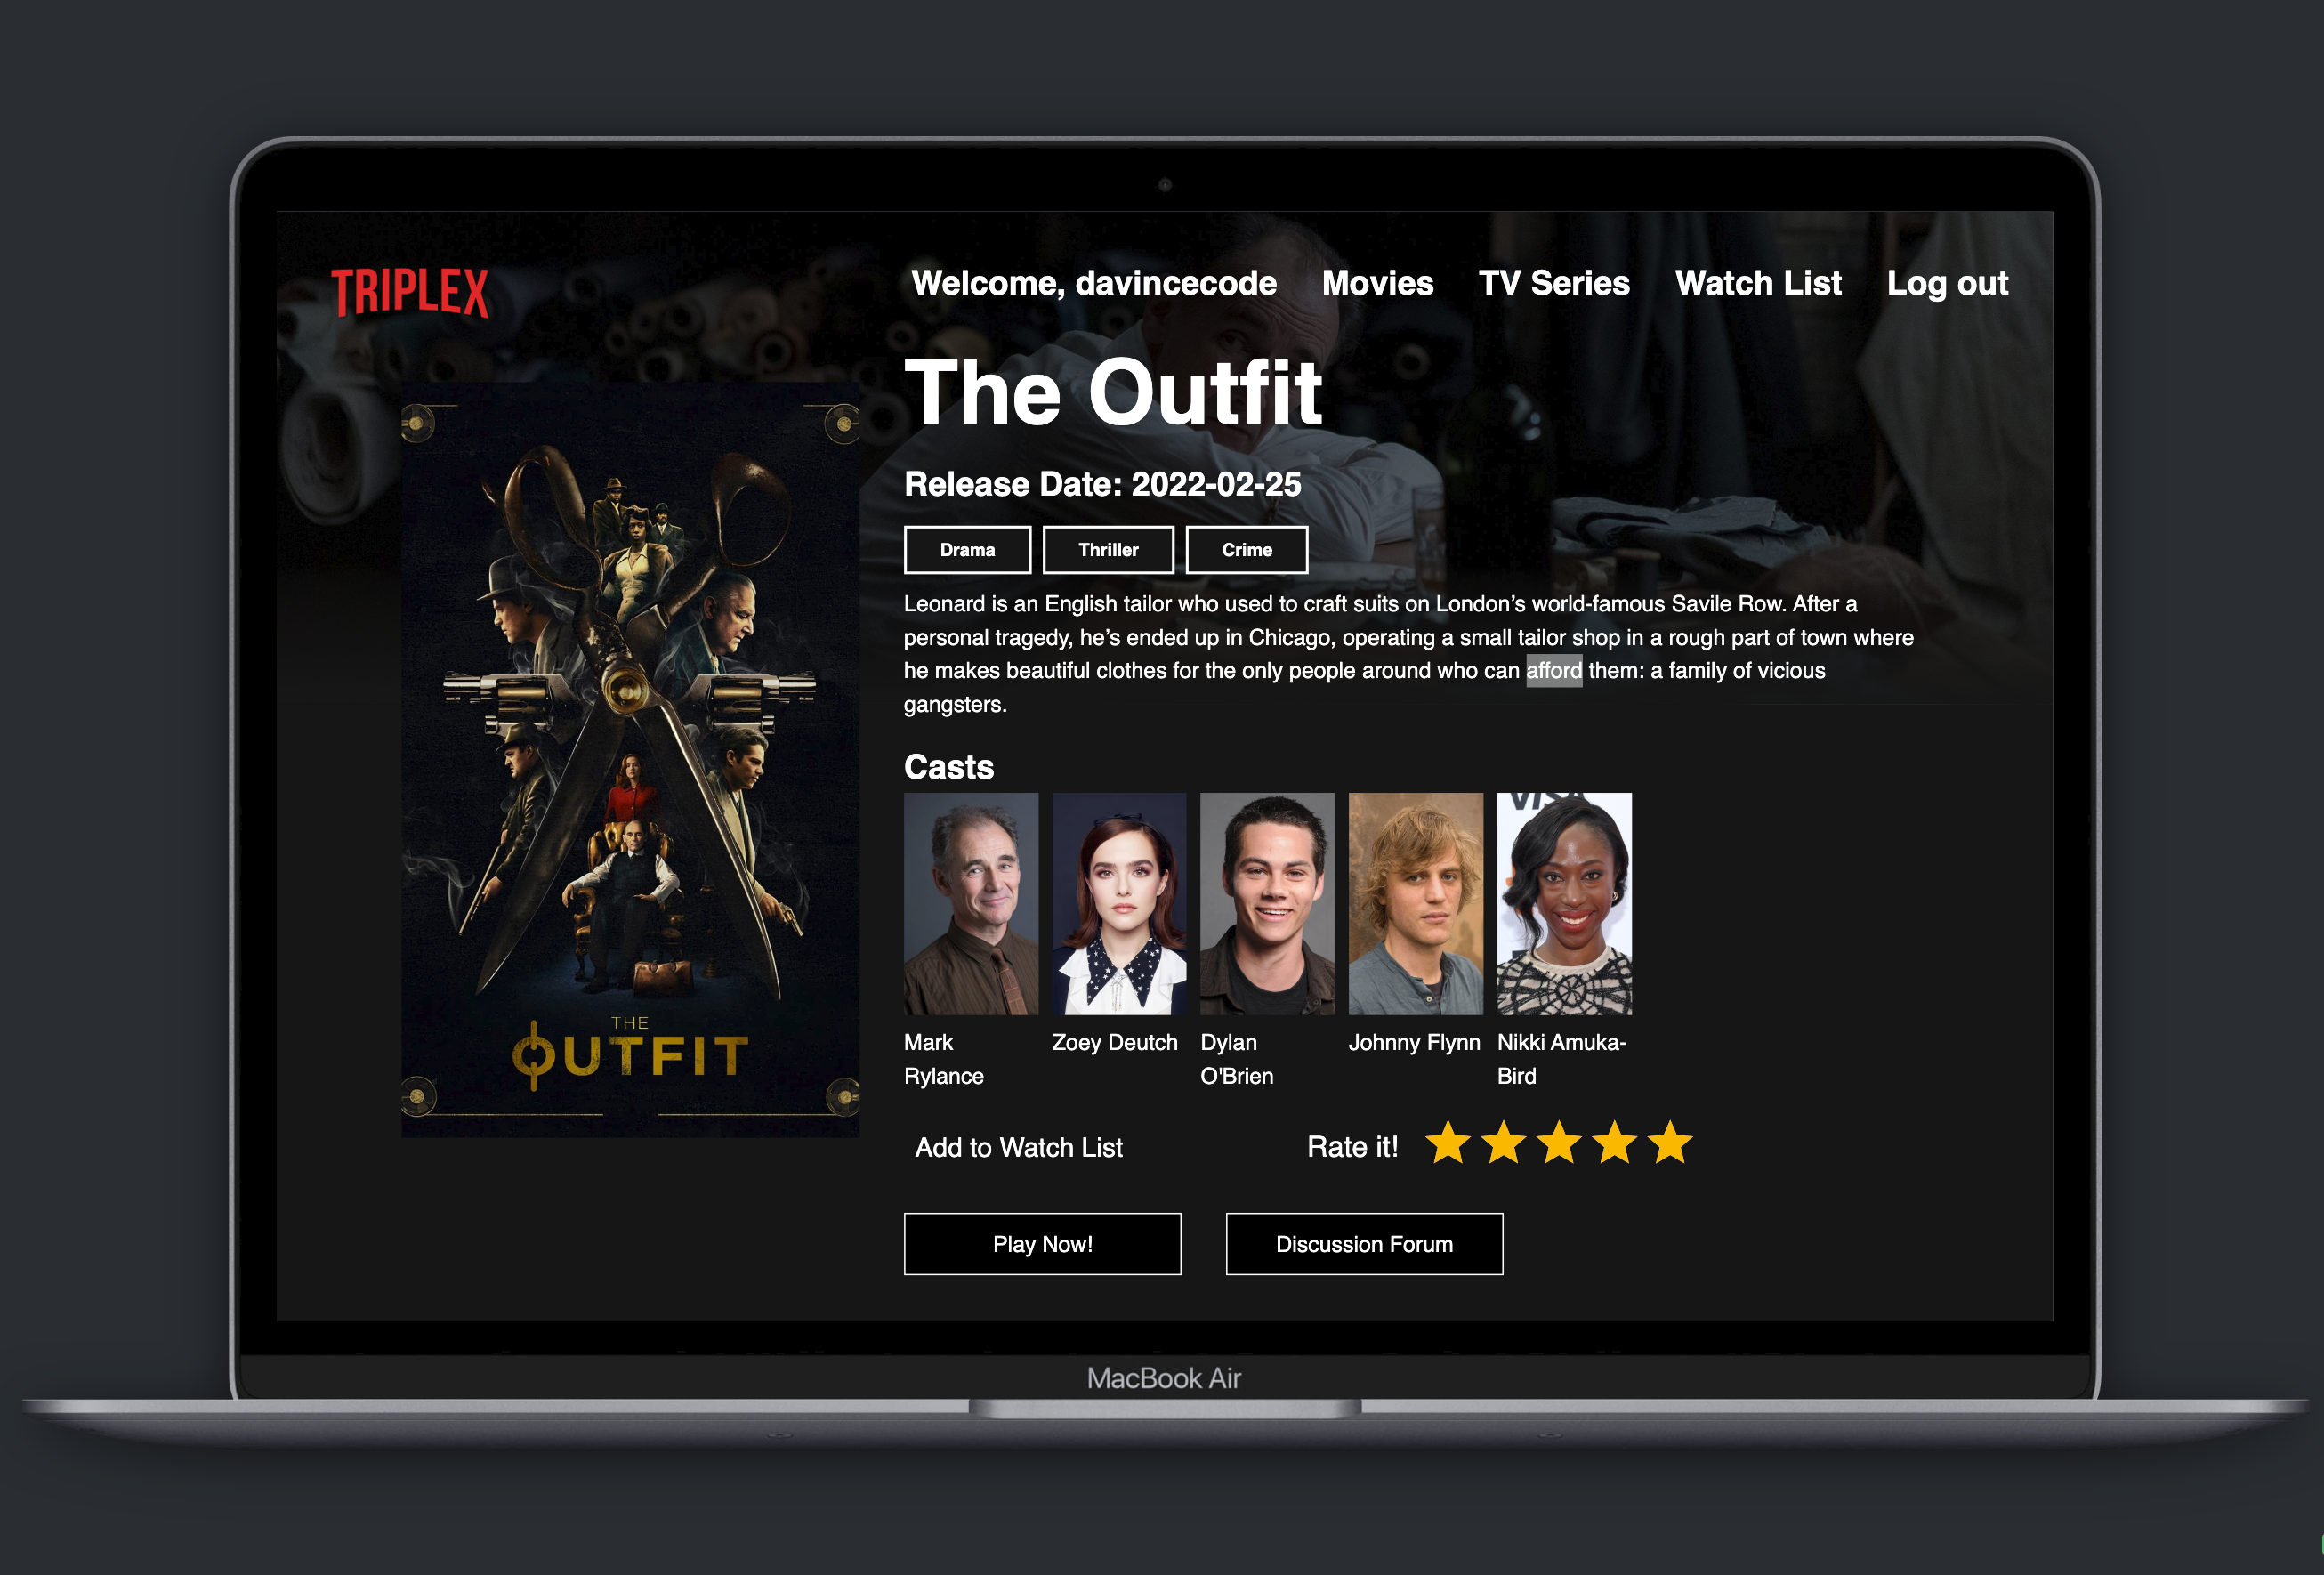 TRIPLEX
Welcome, davincecode Movies TV Series Watch List Log out
The Outfit
Release Date: 2022-02-25
Drama Thriller Crime
Leonard is an English tailor who used to craft suits on London’s world-famous Savile Row. After a
personal tragedy, he’s ended up in Chicago, operating a small tailor shop in a rough part of town where
he makes beautiful clothes for the only people around who can afford them: a family of vicious
gangsters.
THE
OUTFIT
Casts
VISA
Mark
Rylance
Zoey Deutch
Dylan
O'Brien
Johnny Flynn
Nikki Amuka-
Bird
Add to Watch List
Rate it!
Play Now!
Discussion Forum
MacBook Air